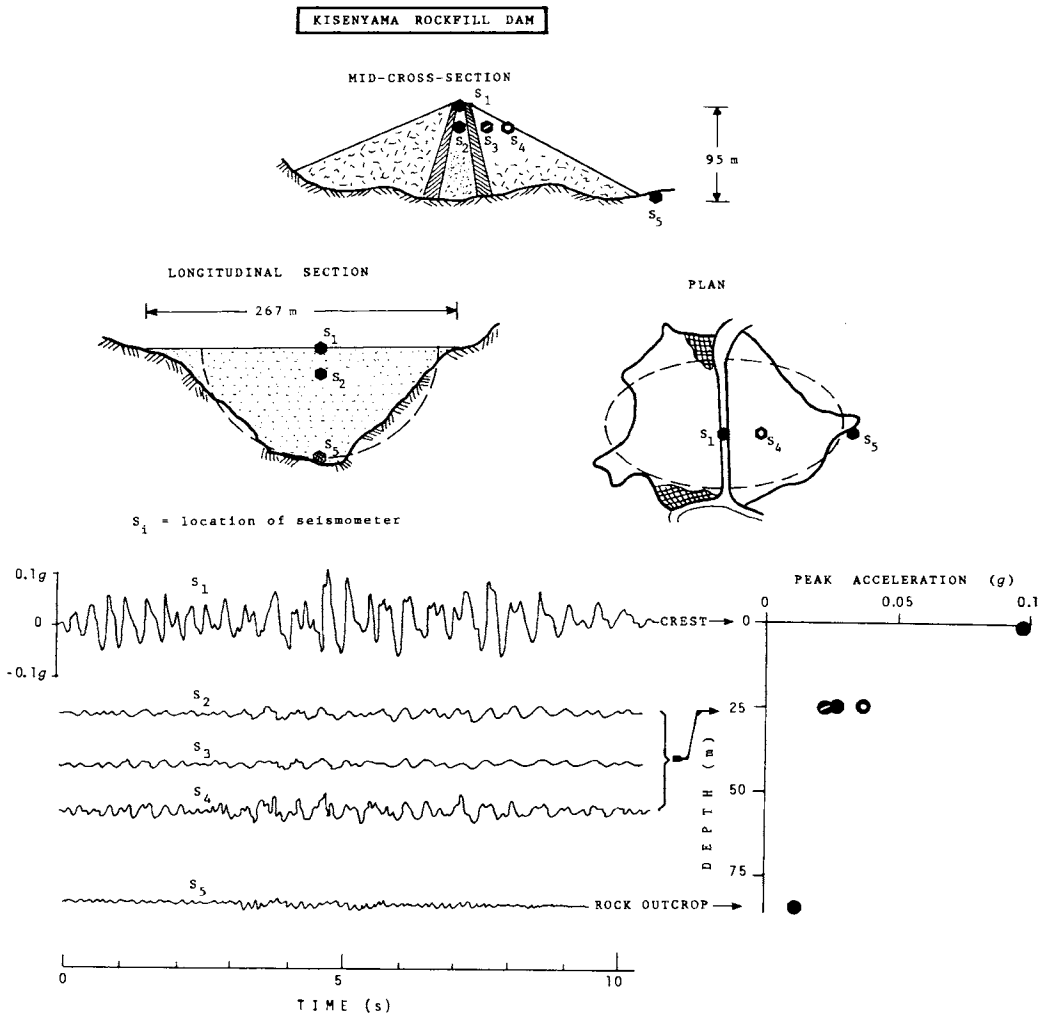 KISENYAMA ROCKFILL DAM
MID-CROSS-SECTION
S1
S2 S3 S4
95 m
S5
LONGITUDINAL SECTION
267 m
S1
S2
S5
PLAN
S1 S4 S5
Si = location of seismometer
0.1g
0
-0.1g
S1
CREST
S2
S3
S4
S5
ROCK OUTCROP
0 5 10
TIME (s)
PEAK ACCELERATION (g)
0 0.05 0.1
0
25
50
75
DEPTH (m)